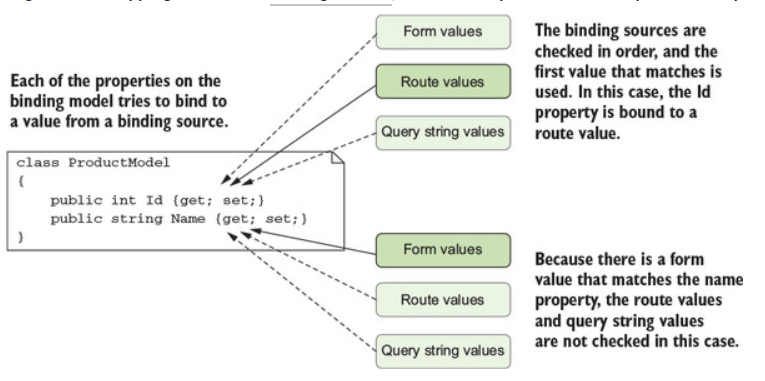 Form values
The binding sources are
checked in order, and the
first value that matches is
used. In this case, the Id
property is bound to a
route value.
Route values
Query string values
Each of the properties on the
binding model tries to bind to
a value from a binding source.
class ProductModel
{
public int Id {get; set;}
public string Name {get; set;}
}
Form values
Route values
Query string values
Because there is a form
value that matches the name
property, the route values
and query string values
are not checked in this case.